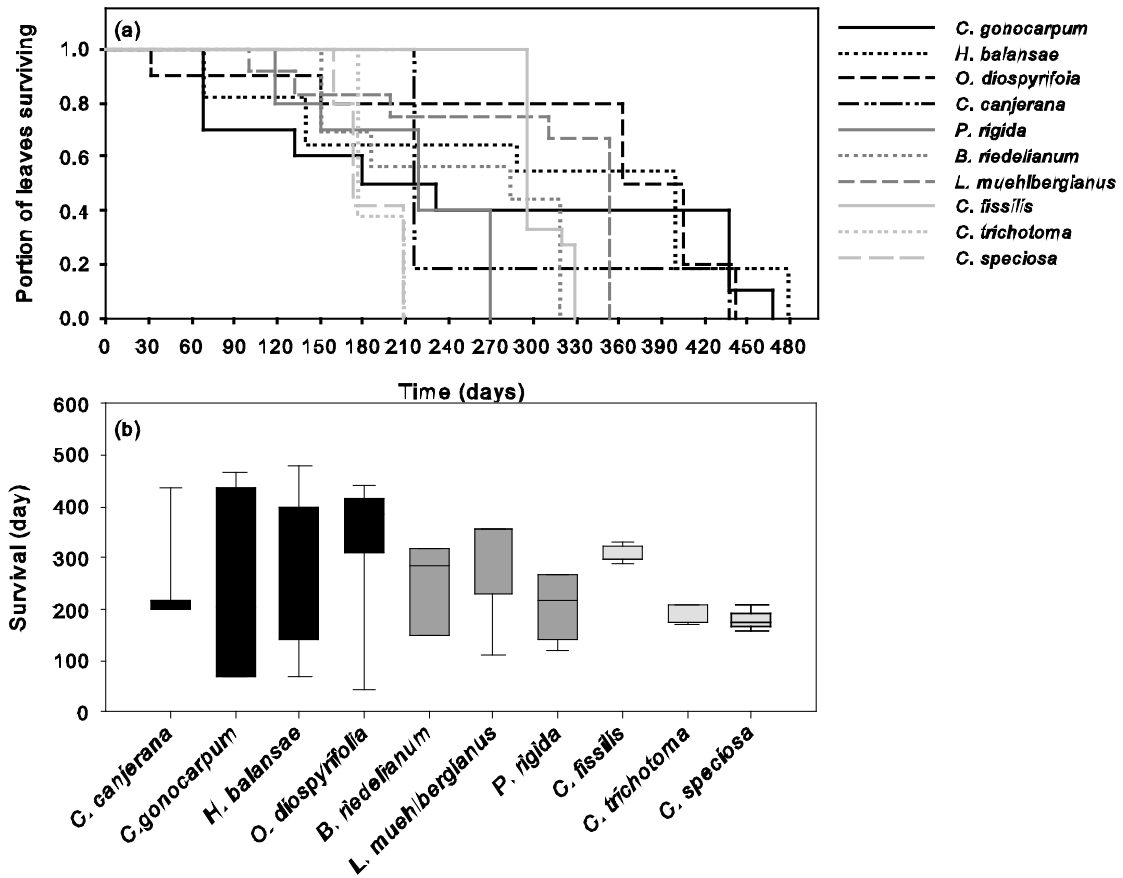 (a)
Portion of leaves surviving
1.0
0.8
0.6
0.4
0.2
0.0
0 30 60 90 120 150 180 210 240 270 300 330 360 390 420 450 480
Time (days)
C. gonocarpum
H. balansae
O. diospyrifoia
C. canjerana
P. rigida
B. riedelianum
L. muehlbergianus
C. fissilis
C. trichotoma
C. speciosa
(b)
Survival (day)
600
500
400
300
200
100
0
C. canjerana
C.gonocarpum
H. balansae
O. diospyrifolia
B. riedelianum
L. muehlbergianus
P. rigida
C. fissilis
C. trichotoma
C. speciosa